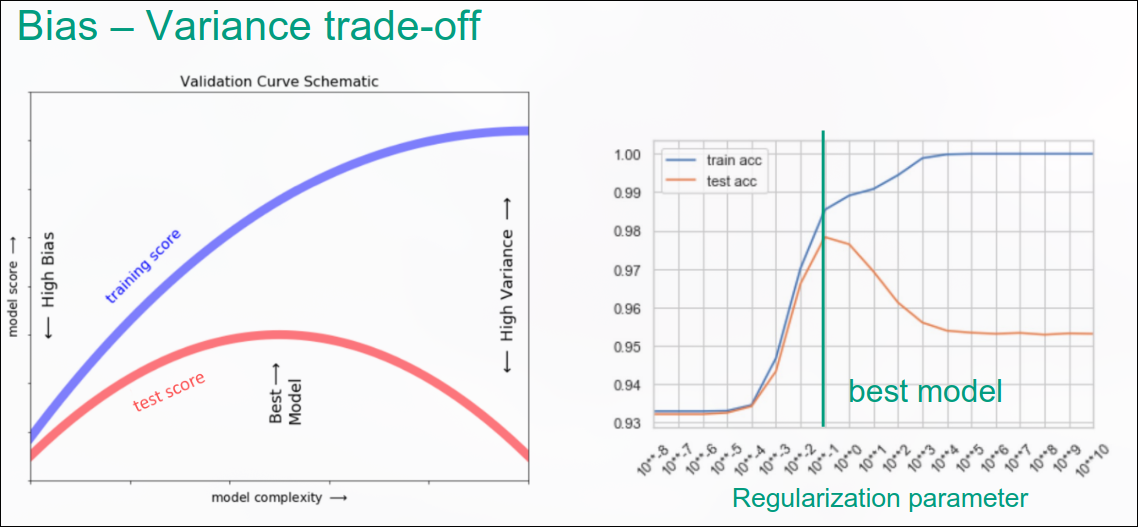 Bias – Variance trade-off
Validation Curve Schematic
model score ⟶
⟵ High Bias
training score
test score
Best ⟶
Model
⟵ High Variance ⟶
model complexity ⟶
train acc
test acc
1.00
0.99
0.98
0.97
0.96
0.95
0.94
0.93
best model
10**-8
10**-7
10**-6
10**-5
10**-4
10**-3
10**-2
10**-1
10**0
10**1
10**2
10**3
10**4
10**5
10**6
10**7
10**8
10**9
10**10
Regularization parameter